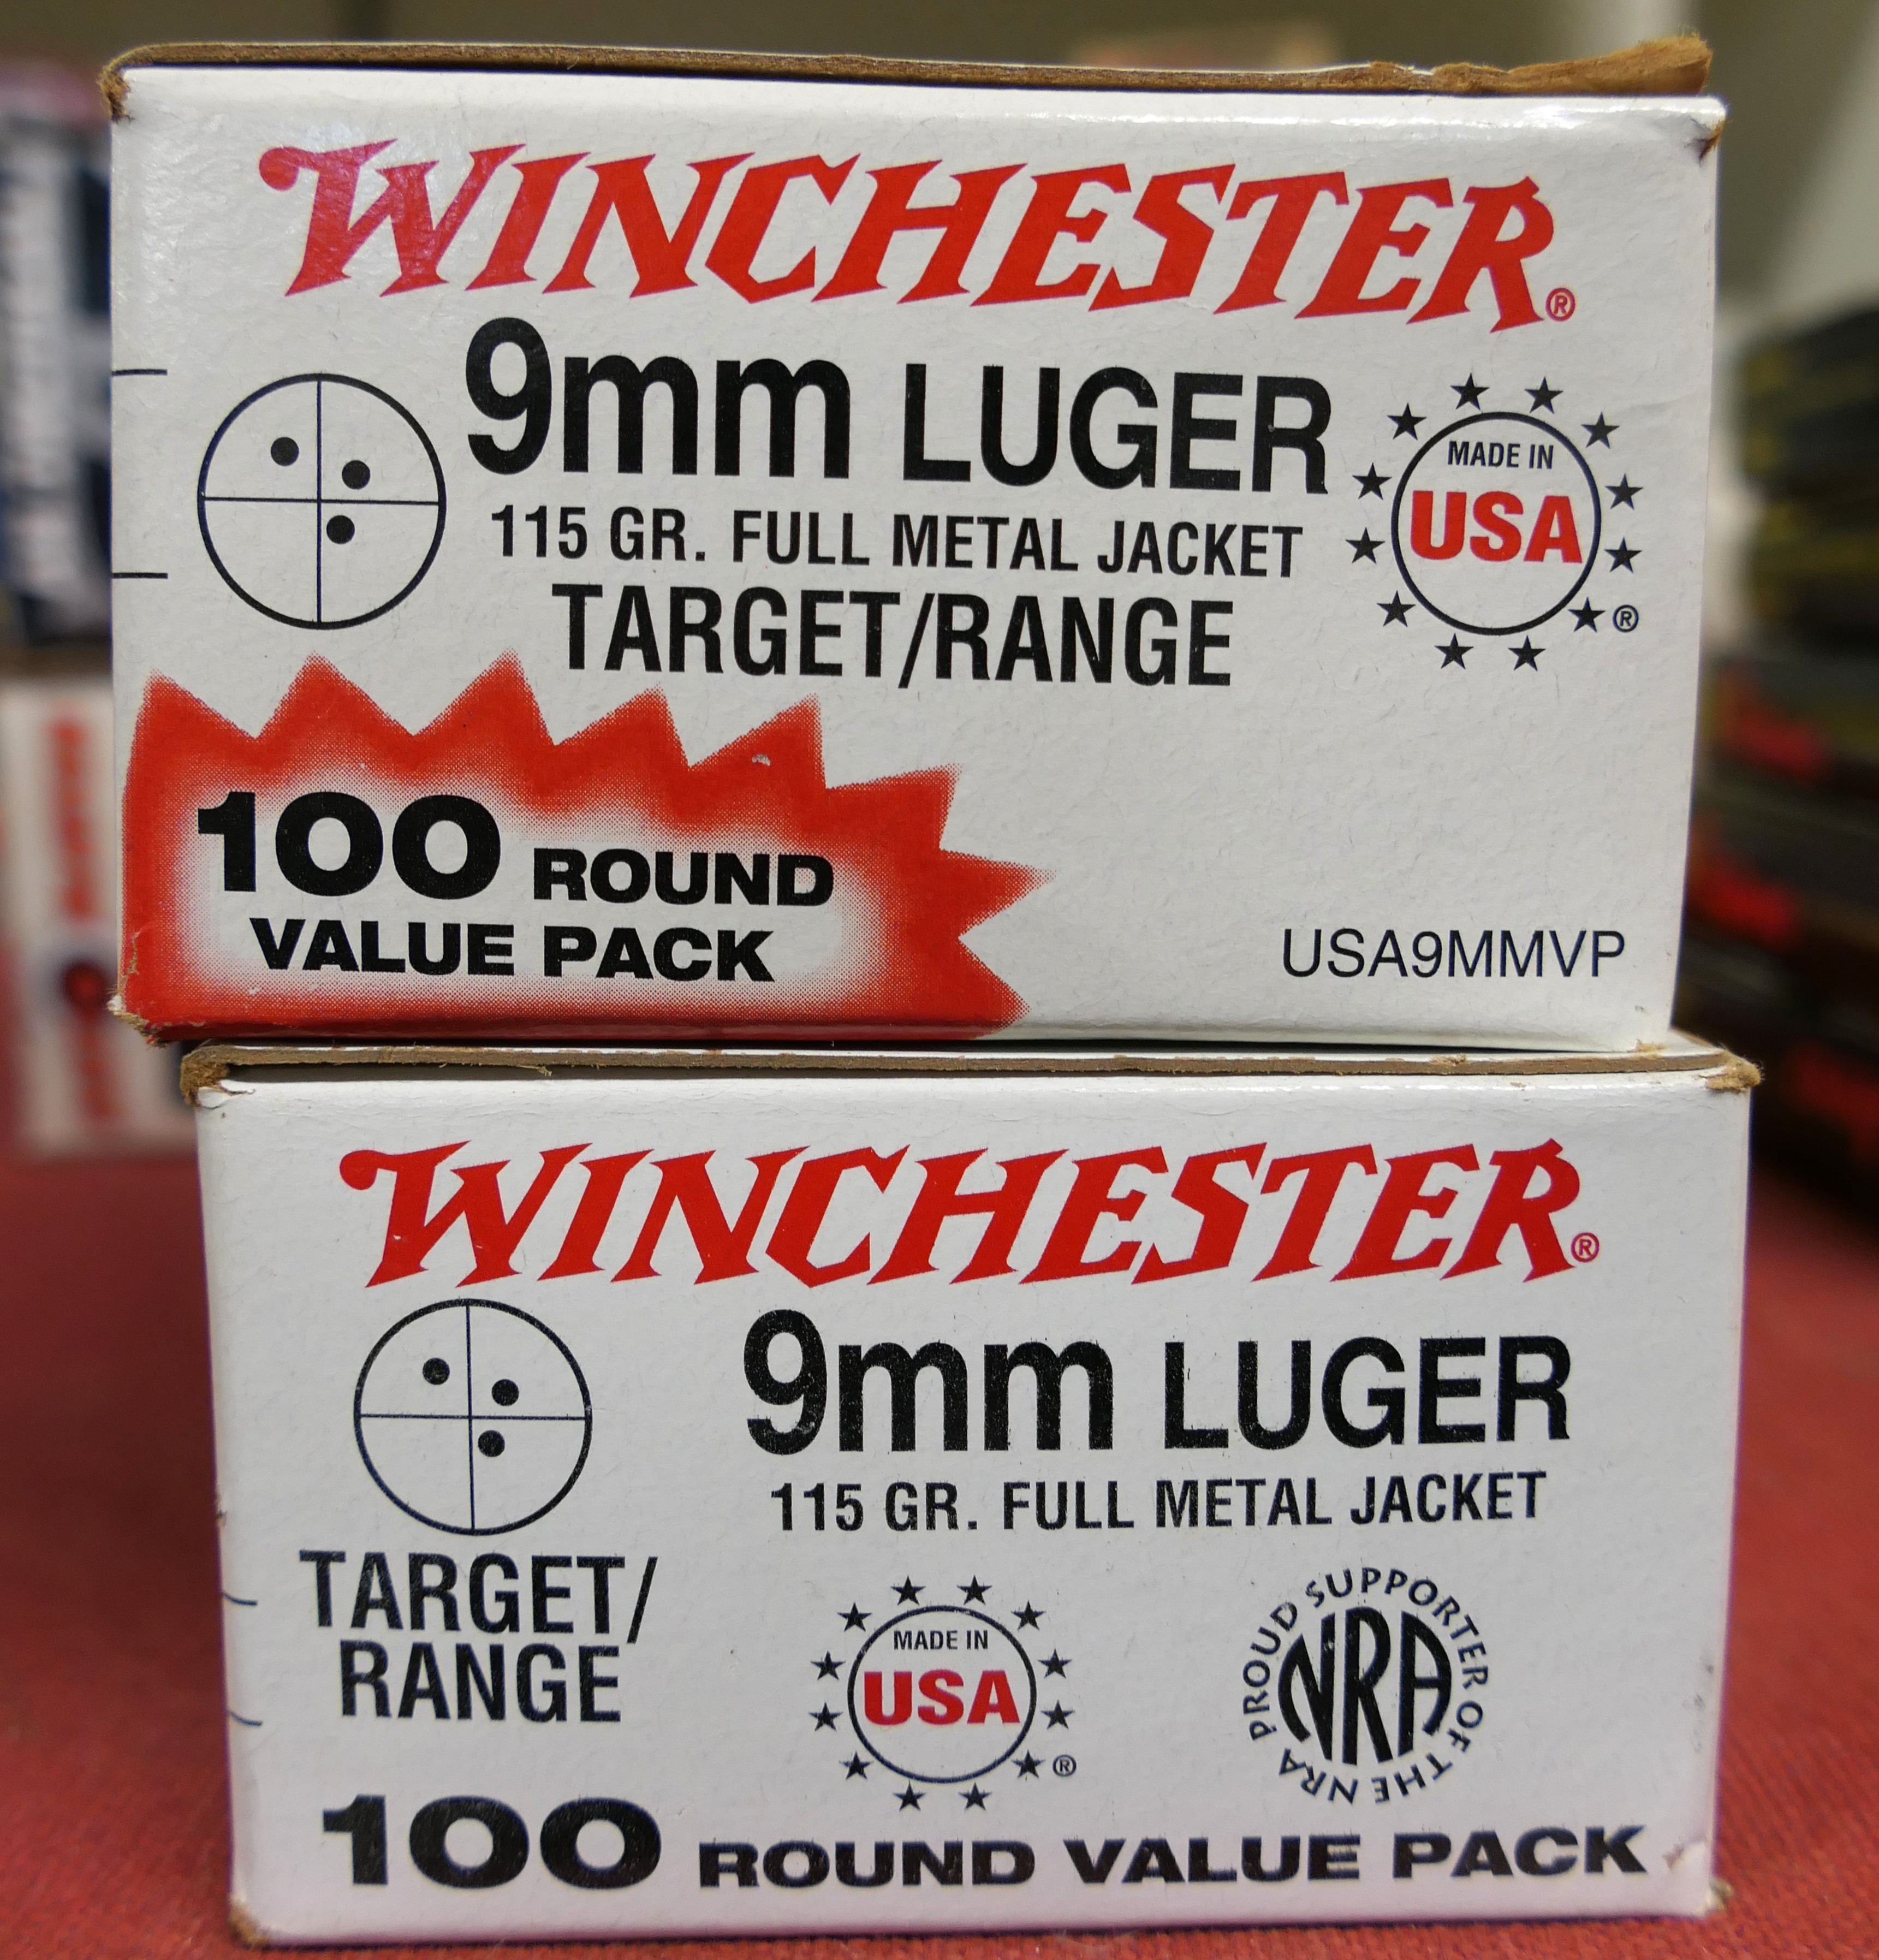 WINCHESTER®
9mm LUGER
115 GR. FULL METAL JACKET
TARGET/RANGE
MADE IN
USA
®
100 ROUND
VALUE PACK
USA9MMVP
WINCHESTER®
9mm LUGER
115 GR. FULL METAL JACKET
TARGET/
RANGE
MADE IN
USA
®
PROUD SUPPORTER OF THE NRA
NRA
100 ROUND VALUE PACK